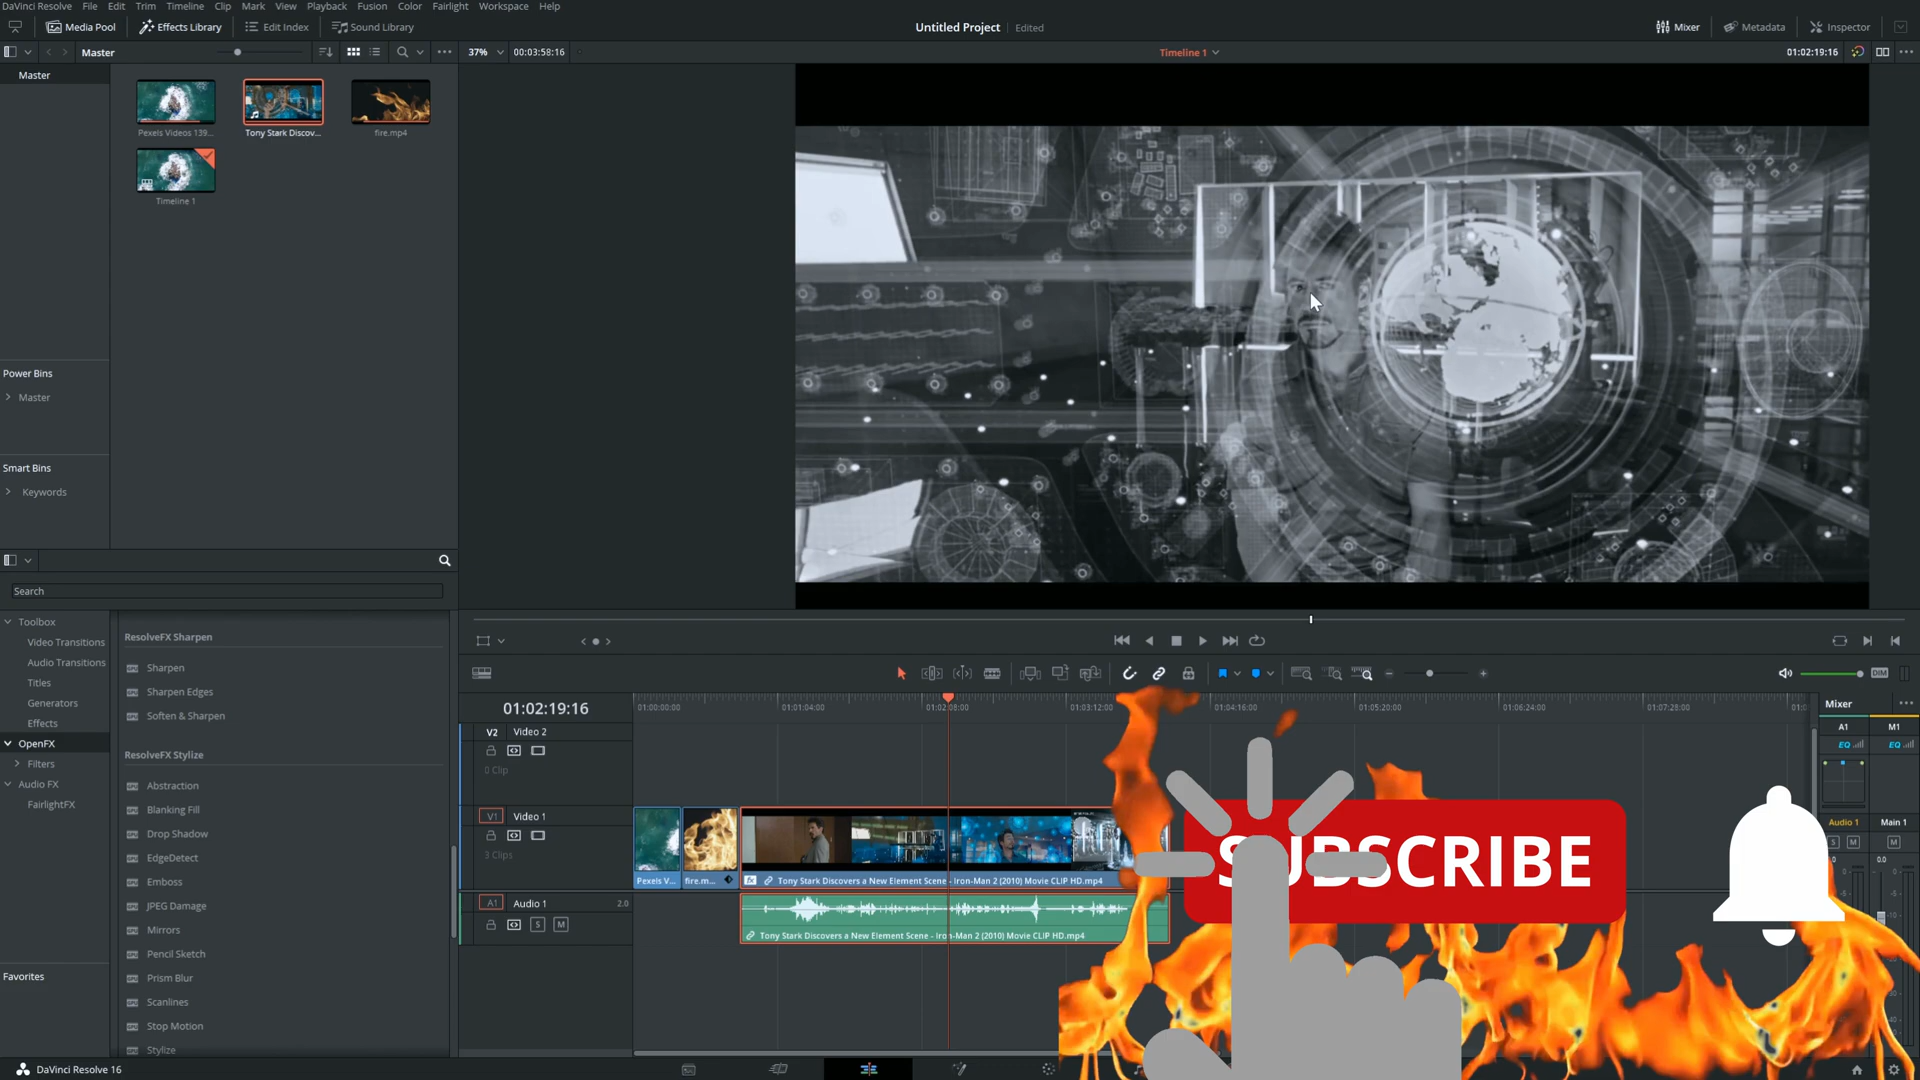 DaVinci Resolve File Edit Trim Timeline Clip Mark View Playback Fusion Color Fairlight Workspace Help
Media Pool Effects Library Edit Index Sound Library Untitled Project Edited Mixer Metadata Inspector
Master 37% 00:03:58:16 Timeline 1 01:02:19:16
Master
Pexels Videos 139... Tony Stark Discov... fire.mp4
Timeline 1
Power Bins
Master
Smart Bins
Keywords
Search
Toolbox
Video Transitions
Audio Transitions
Titles
Generators
Effects
OpenFX
Filters
Audio FX
FairlightFX
Favorites
ResolveFX Sharpen
Sharpen
Sharpen Edges
Soften & Sharpen
ResolveFX Stylize
Abstraction
Blanking Fill
Drop Shadow
EdgeDetect
Emboss
JPEG Damage
Mirrors
Pencil Sketch
Prism Blur
Scanlines
Stop Motion
Stylize
DIM
01:02:19:16 01:00:00:00 01:01:04:00 01:02:08:00 01:03:12:00 01:04:16:00 01:05:20:00 01:06:24:00 01:07:28:00
Mixer
A1 M1
EQ EQ
V2 Video 2
0 Clip
V1 Video 1
3 Clips
Pexels V... fire.m... Tony Stark Discovers a New Element Scene - Iron-Man 2 (2010) Movie CLIP HD.mp4
A1 Audio 1 2.0
S M
Tony Stark Discovers a New Element Scene - Iron-Man 2 (2010) Movie CLIP HD.mp4
SUBSCRIBE
Audio 1 Main 1
S M M
0.0
DaVinci Resolve 16